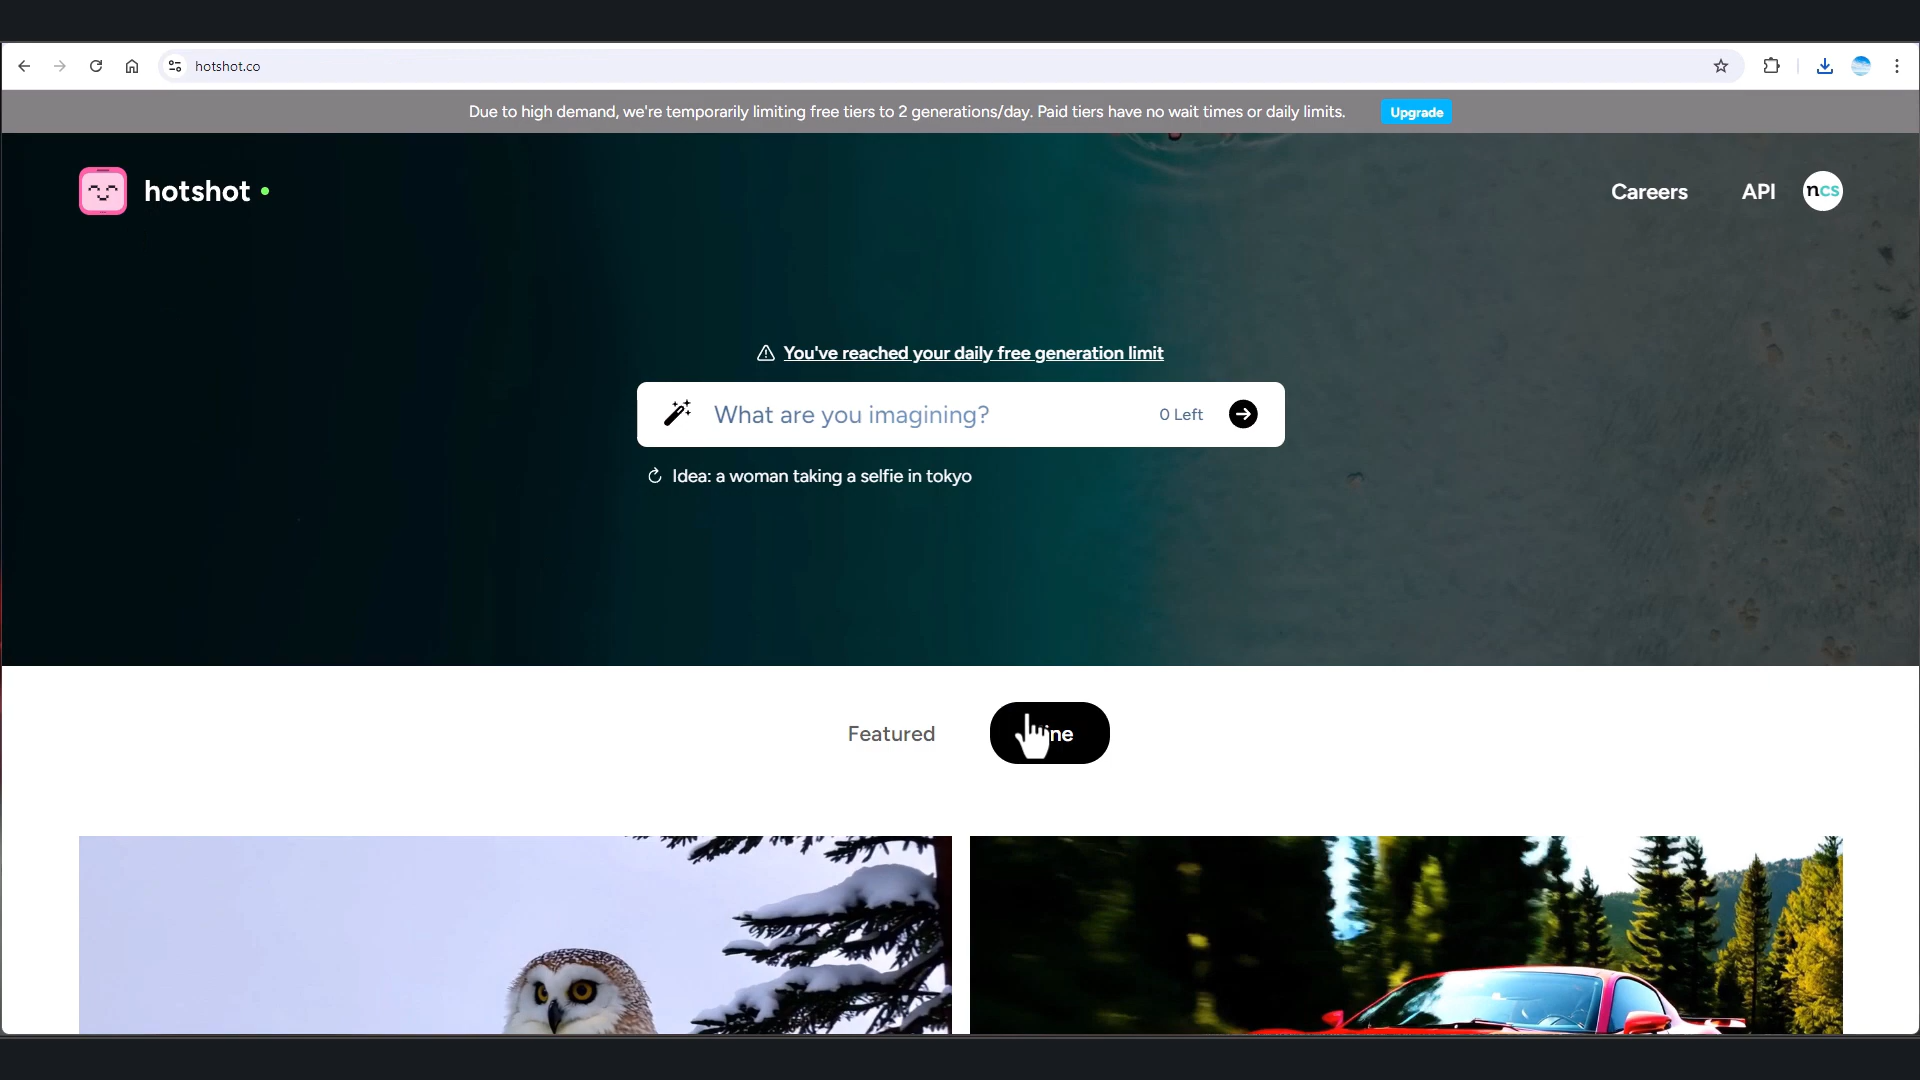 hotshot.co
Due to high demand, we're temporarily limiting free tiers to 2 generations/day. Paid tiers have no wait times or daily limits.
Upgrade
hotshot
Careers
API
ncs
You've reached your daily free generation limit
What are you imagining?
0 Left
Idea: a woman taking a selfie in tokyo
Featured